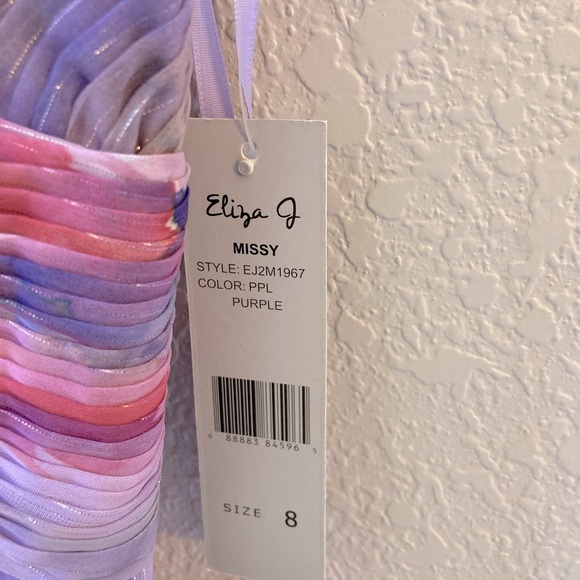 Eliza J
MISSY
STYLE: EJ2M1967
COLOR: PPL
PURPLE
6 88883 84596 5
SIZE 8